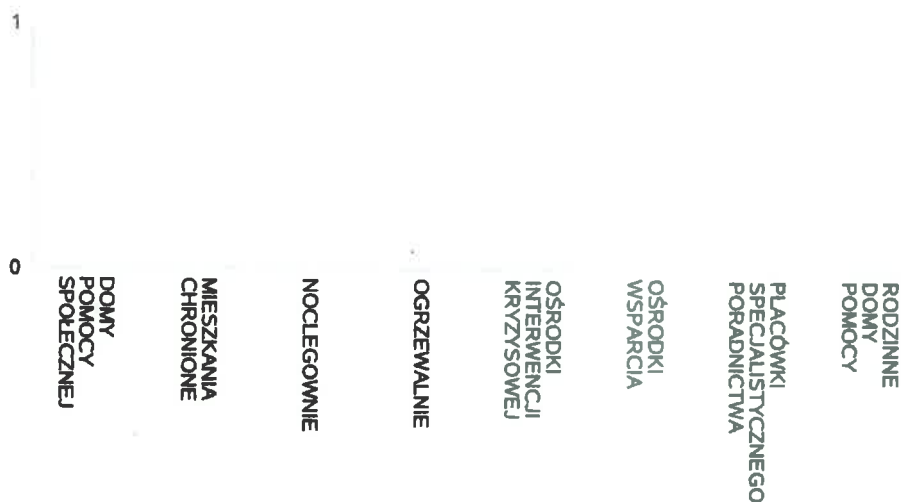 1
0
DOMY
POMOCY
SPOŁECZNEJ
MIESZKANIA
CHRONIONE
NOCLEGOWNIE
OGRZEWALNIE
OŚRODKI
INTERWENCJI
KRYZYSOWEJ
OŚRODKI
WSPARCIA
PLACÓWKI
SPECJALISTYCZNEGO
PORADNICTWA
RODZINNE
DOMY
POMOCY